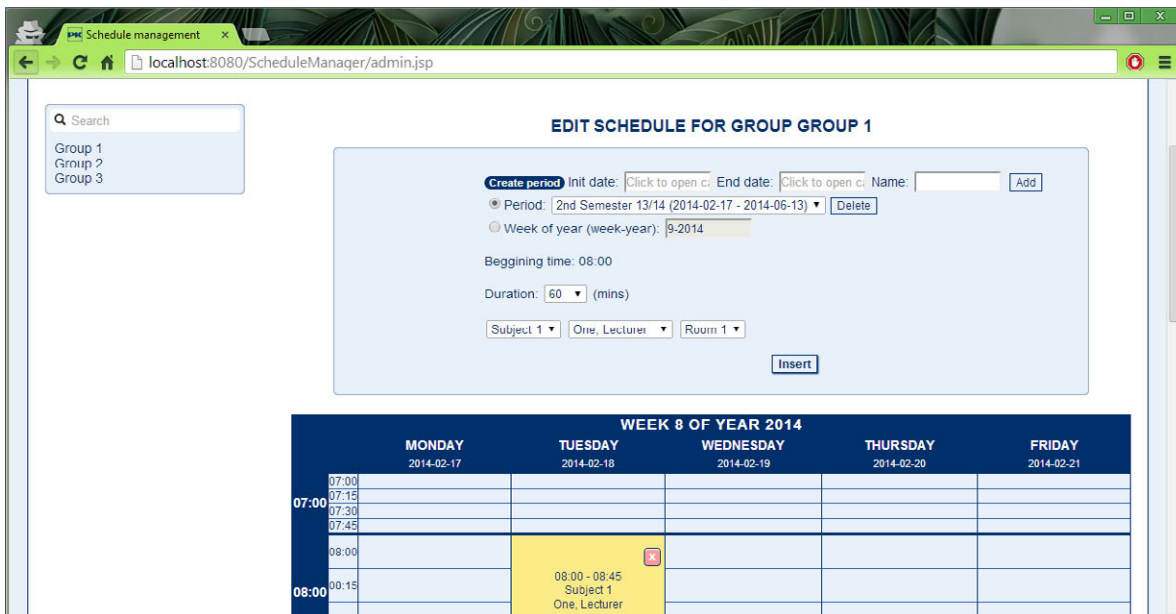 PK Schedule management
localhost:8080/ScheduleManager/admin.jsp
Search
Group 1
Group 2
Group 3
EDIT SCHEDULE FOR GROUP GROUP 1
Create period Init date: Click to open ca End date: Click to open ca Name: Add
Period: 2nd Semester 13/14 (2014-02-17 - 2014-06-13) Delete
Week of year (week-year): 9-2014
Beggining time: 08:00
Duration: 60 (mins)
Subject 1 One, Lecturer Room 1
Insert
WEEK 8 OF YEAR 2014
MONDAY TUESDAY WEDNESDAY THURSDAY FRIDAY
2014-02-17 2014-02-18 2014-02-19 2014-02-20 2014-02-21
07:00
07:00
07:15
07:30
07:45
08:00
08:00
00:15
x
08:00 - 08:45
Subject 1
One, Lecturer